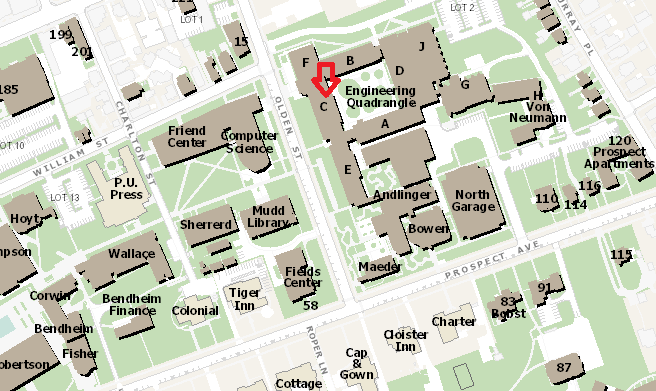 LOT 1
LOT 2
199
201
15
185
F
B
J
D
C
Engineering
Quadrangle
G
H
Von
Neumann
A
E
MURRAY PL
CHARLTON ST
OLDEN ST
WILLIAM ST
LOT 10
LOT 13
Friend
Center
Computer
Science
P.U.
Press
120
Prospect
Apartments
116
114
110
Andlinger
North
Garage
Bowen
Maeder
Hoyt
Sherrerd
Mudd
Library
Wallace
Fields
Center
58
Tiger
Inn
Colonial
Bendheim
Finance
Corwin
Bendheim
Fisher
PROSPECT AVE
115
91
83
ROPER LN
Cloister
Inn
Charter
Cap
& Gown
Cottage
87